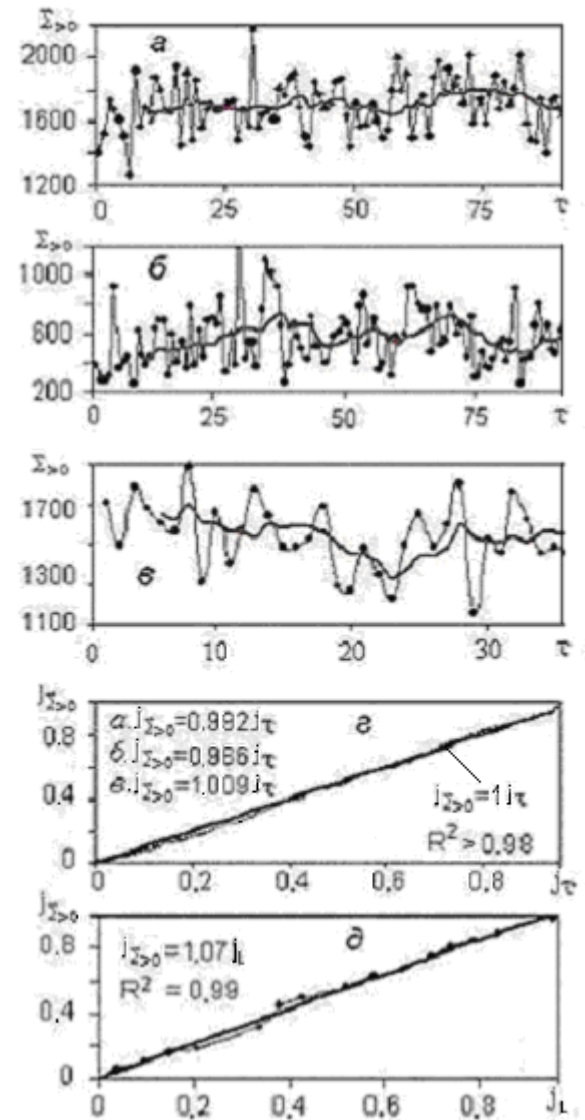 Σ>0
2000
1600
1200
а
0 25 50 75 τ
Σ>0
1000
600
200
б
0 25 50 75 τ
Σ>0
1700
1300
1100
в
0 10 20 30 τ
jΣ>0
0.8
0.4
0
г
а. jΣ>0=0.992jτ
б. jΣ>0=0.986jτ
в. jΣ>0=1.009jτ
jΣ>0=1jτ
R²>0.98
0 0.2 0.4 0.6 0.8 jτ
jΣ>0
0.8
0.4
0
д
jΣ>0=1.07jL
R² = 0.99
0 0.2 0.4 0.6 0.8 jL